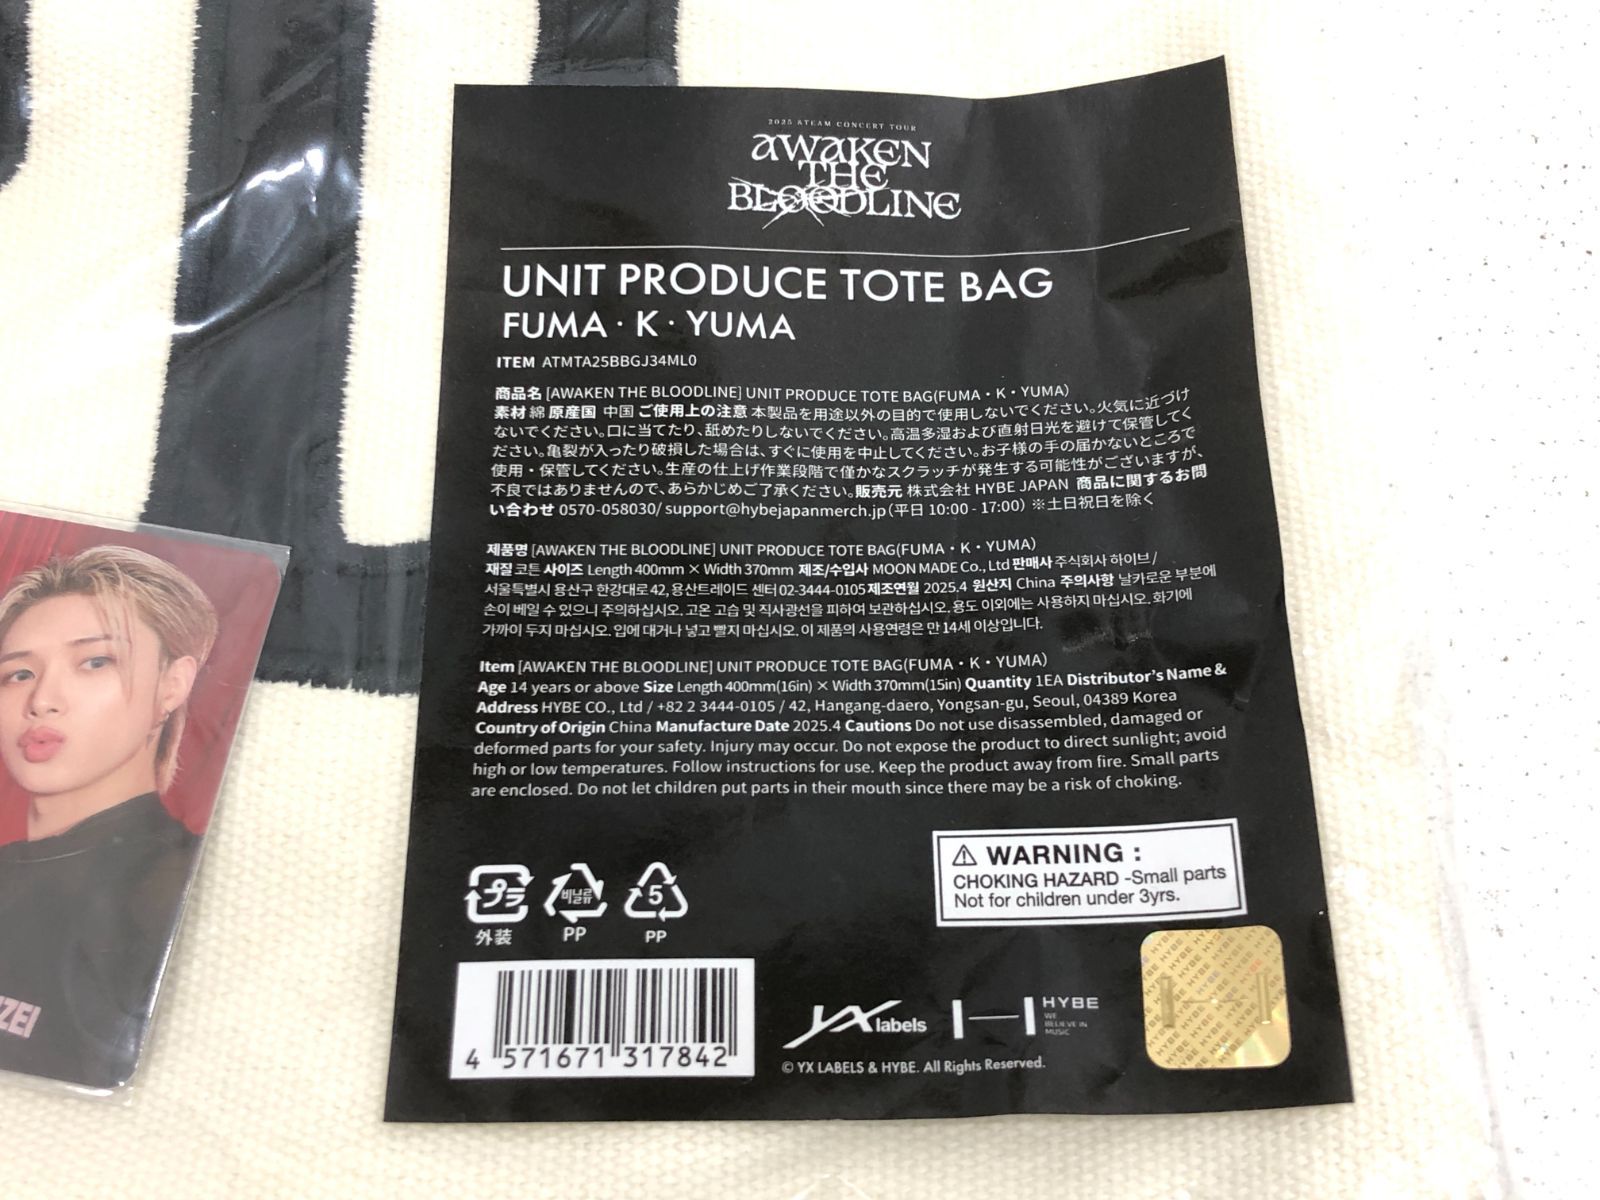 2025 &TEAM CONCERT TOUR
AWAKEN
THE
BLOODLINE
UNIT PRODUCE TOTE BAG
FUMA · K · YUMA
ITEM ATMTA25BBGJ34ML0
商品名 [AWAKEN THE BLOODLINE] UNIT PRODUCE TOTE BAG(FUMA・K・YUMA)
素材 綿 原産国 中国 ご使用上の注意 本製品を用途以外の目的で使用しないでください。火気に近づけ
ないでください。口に当てたり、舐めたりしないでください。高温多湿および直射日光を避けて保管してく
ださい。亀裂が入ったり破損した場合は、すぐに使用を中止してください。お子様の手の届かないところで
使用・保管してください。生産の仕上げ作業段階で僅かなスクラッチが発生する可能性がございますが、
不良ではありませんので、あらかじめご了承ください。販売元 株式会社 HYBE JAPAN 商品に関するお問
い合わせ 0570-058030/ support@hybejapanmerch.jp（平日 10:00 - 17:00） ※土日祝日を除く
제품명 [AWAKEN THE BLOODLINE] UNIT PRODUCE TOTE BAG(FUMA・K・YUMA)
재질 코튼 사이즈 Length 400mm × Width 370mm 제조/수입사 MOON MADE Co., Ltd 판매사 주식회사 하이브/
서울특별시 용산구 한강대로 42, 용산트레이드 센터 02-3444-0105 제조연월 2025.4 원산지 China 주의사항 날카로운 부분에
손이 베일 수 있으니 주의하십시오. 고온 고습 및 직사광선을 피하여 보관하십시오. 용도 이외에는 사용하지 마십시오. 화기에
가까이 두지 마십시오. 입에 대거나 넣고 빨지 마십시오. 이 제품의 사용연령은 만 14세 이상입니다.
Item [AWAKEN THE BLOODLINE] UNIT PRODUCE TOTE BAG(FUMA・K・YUMA)
Age 14 years or above Size Length 400mm(16in) × Width 370mm(15in) Quantity 1EA Distributor's Name &
Address HYBE CO., Ltd / +82 2 3444-0105 / 42, Hangang-daero, Yongsan-gu, Seoul, 04389 Korea
Country of Origin China Manufacture Date 2025.4 Cautions Do not use disassembled, damaged or
deformed parts for your safety. Injury may occur. Do not expose the product to direct sunlight; avoid
high or low temperatures. Follow instructions for use. Keep the product away from fire. Small parts
are enclosed. Do not let children put parts in their mouth since there may be a risk of choking.
⚠ WARNING :
CHOKING HAZARD -Small parts
Not for children under 3yrs.
プラ
外装
비닐류
PP
5
PP
4 571671 317842
YX labels
HYBE
WE
BELIEVE IN
MUSIC
© YX LABELS & HYBE. All Rights Reserved.
HYBE HYBE HYBE
ZEI